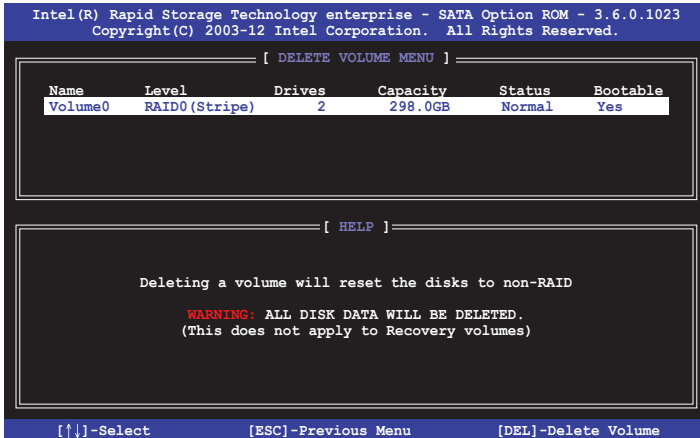 Intel(R) Rapid Storage Technology enterprise - SATA Option ROM - 3.6.0.1023
Copyright(C) 2003-12 Intel Corporation. All Rights Reserved.
[ DELETE VOLUME MENU ]
Name Level Drives Capacity Status Bootable
Volume0 RAID0(Stripe) 2 298.0GB Normal Yes
[ HELP ]
Deleting a volume will reset the disks to non-RAID
WARNING: ALL DISK DATA WILL BE DELETED.
(This does not apply to Recovery volumes)
[↑↓]-Select [ESC]-Previous Menu [DEL]-Delete Volume